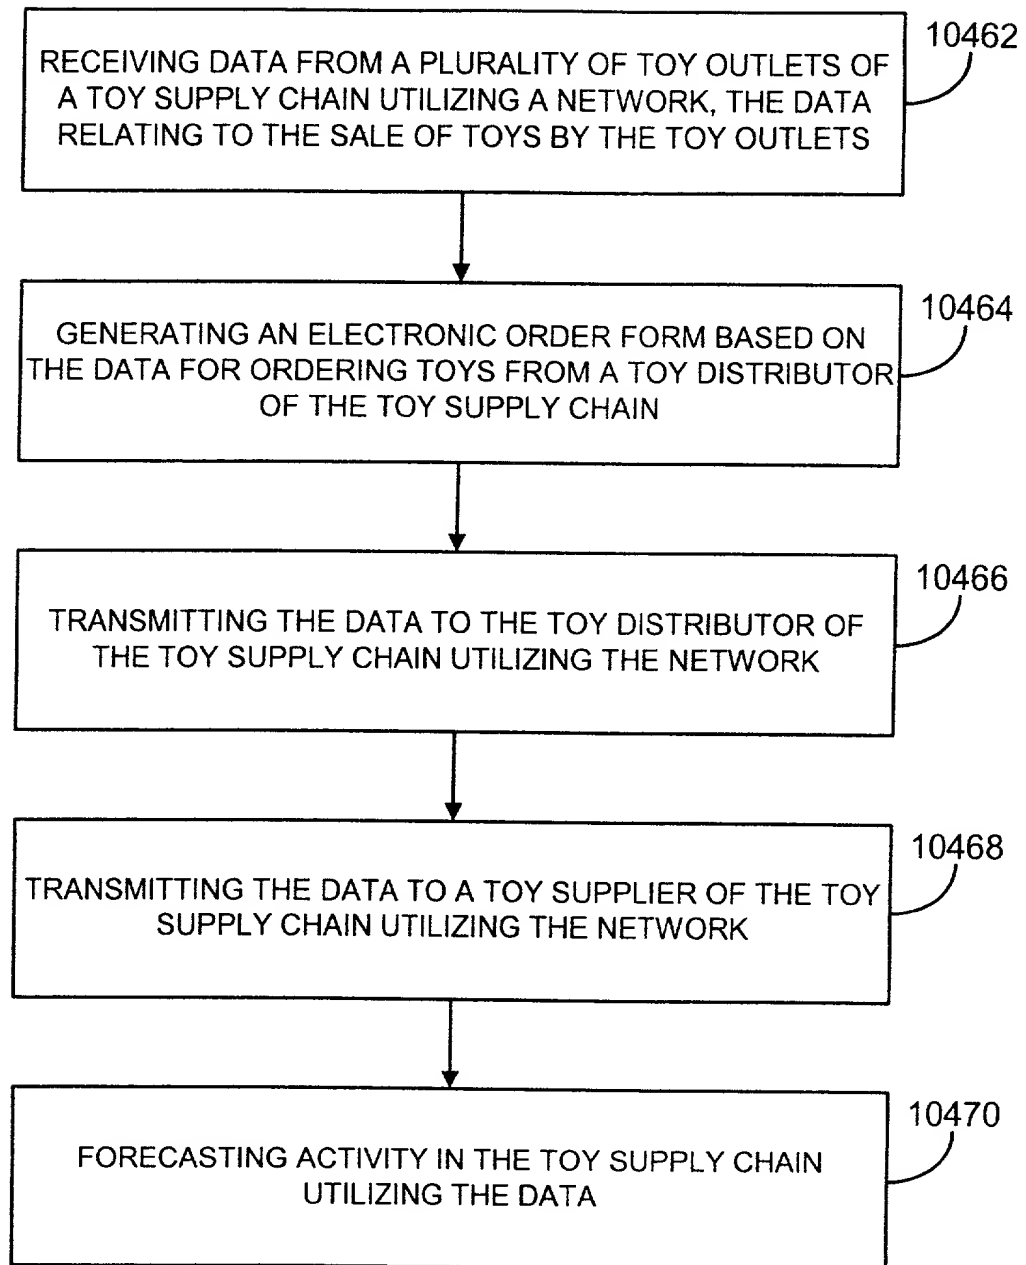 10462
RECEIVING DATA FROM A PLURALITY OF TOY OUTLETS OF
A TOY SUPPLY CHAIN UTILIZING A NETWORK, THE DATA
RELATING TO THE SALE OF TOYS BY THE TOY OUTLETS
10464
GENERATING AN ELECTRONIC ORDER FORM BASED ON
THE DATA FOR ORDERING TOYS FROM A TOY DISTRIBUTOR
OF THE TOY SUPPLY CHAIN
10466
TRANSMITTING THE DATA TO THE TOY DISTRIBUTOR OF
THE TOY SUPPLY CHAIN UTILIZING THE NETWORK
10468
TRANSMITTING THE DATA TO A TOY SUPPLIER OF THE TOY
SUPPLY CHAIN UTILIZING THE NETWORK
10470
FORECASTING ACTIVITY IN THE TOY SUPPLY CHAIN
UTILIZING THE DATA